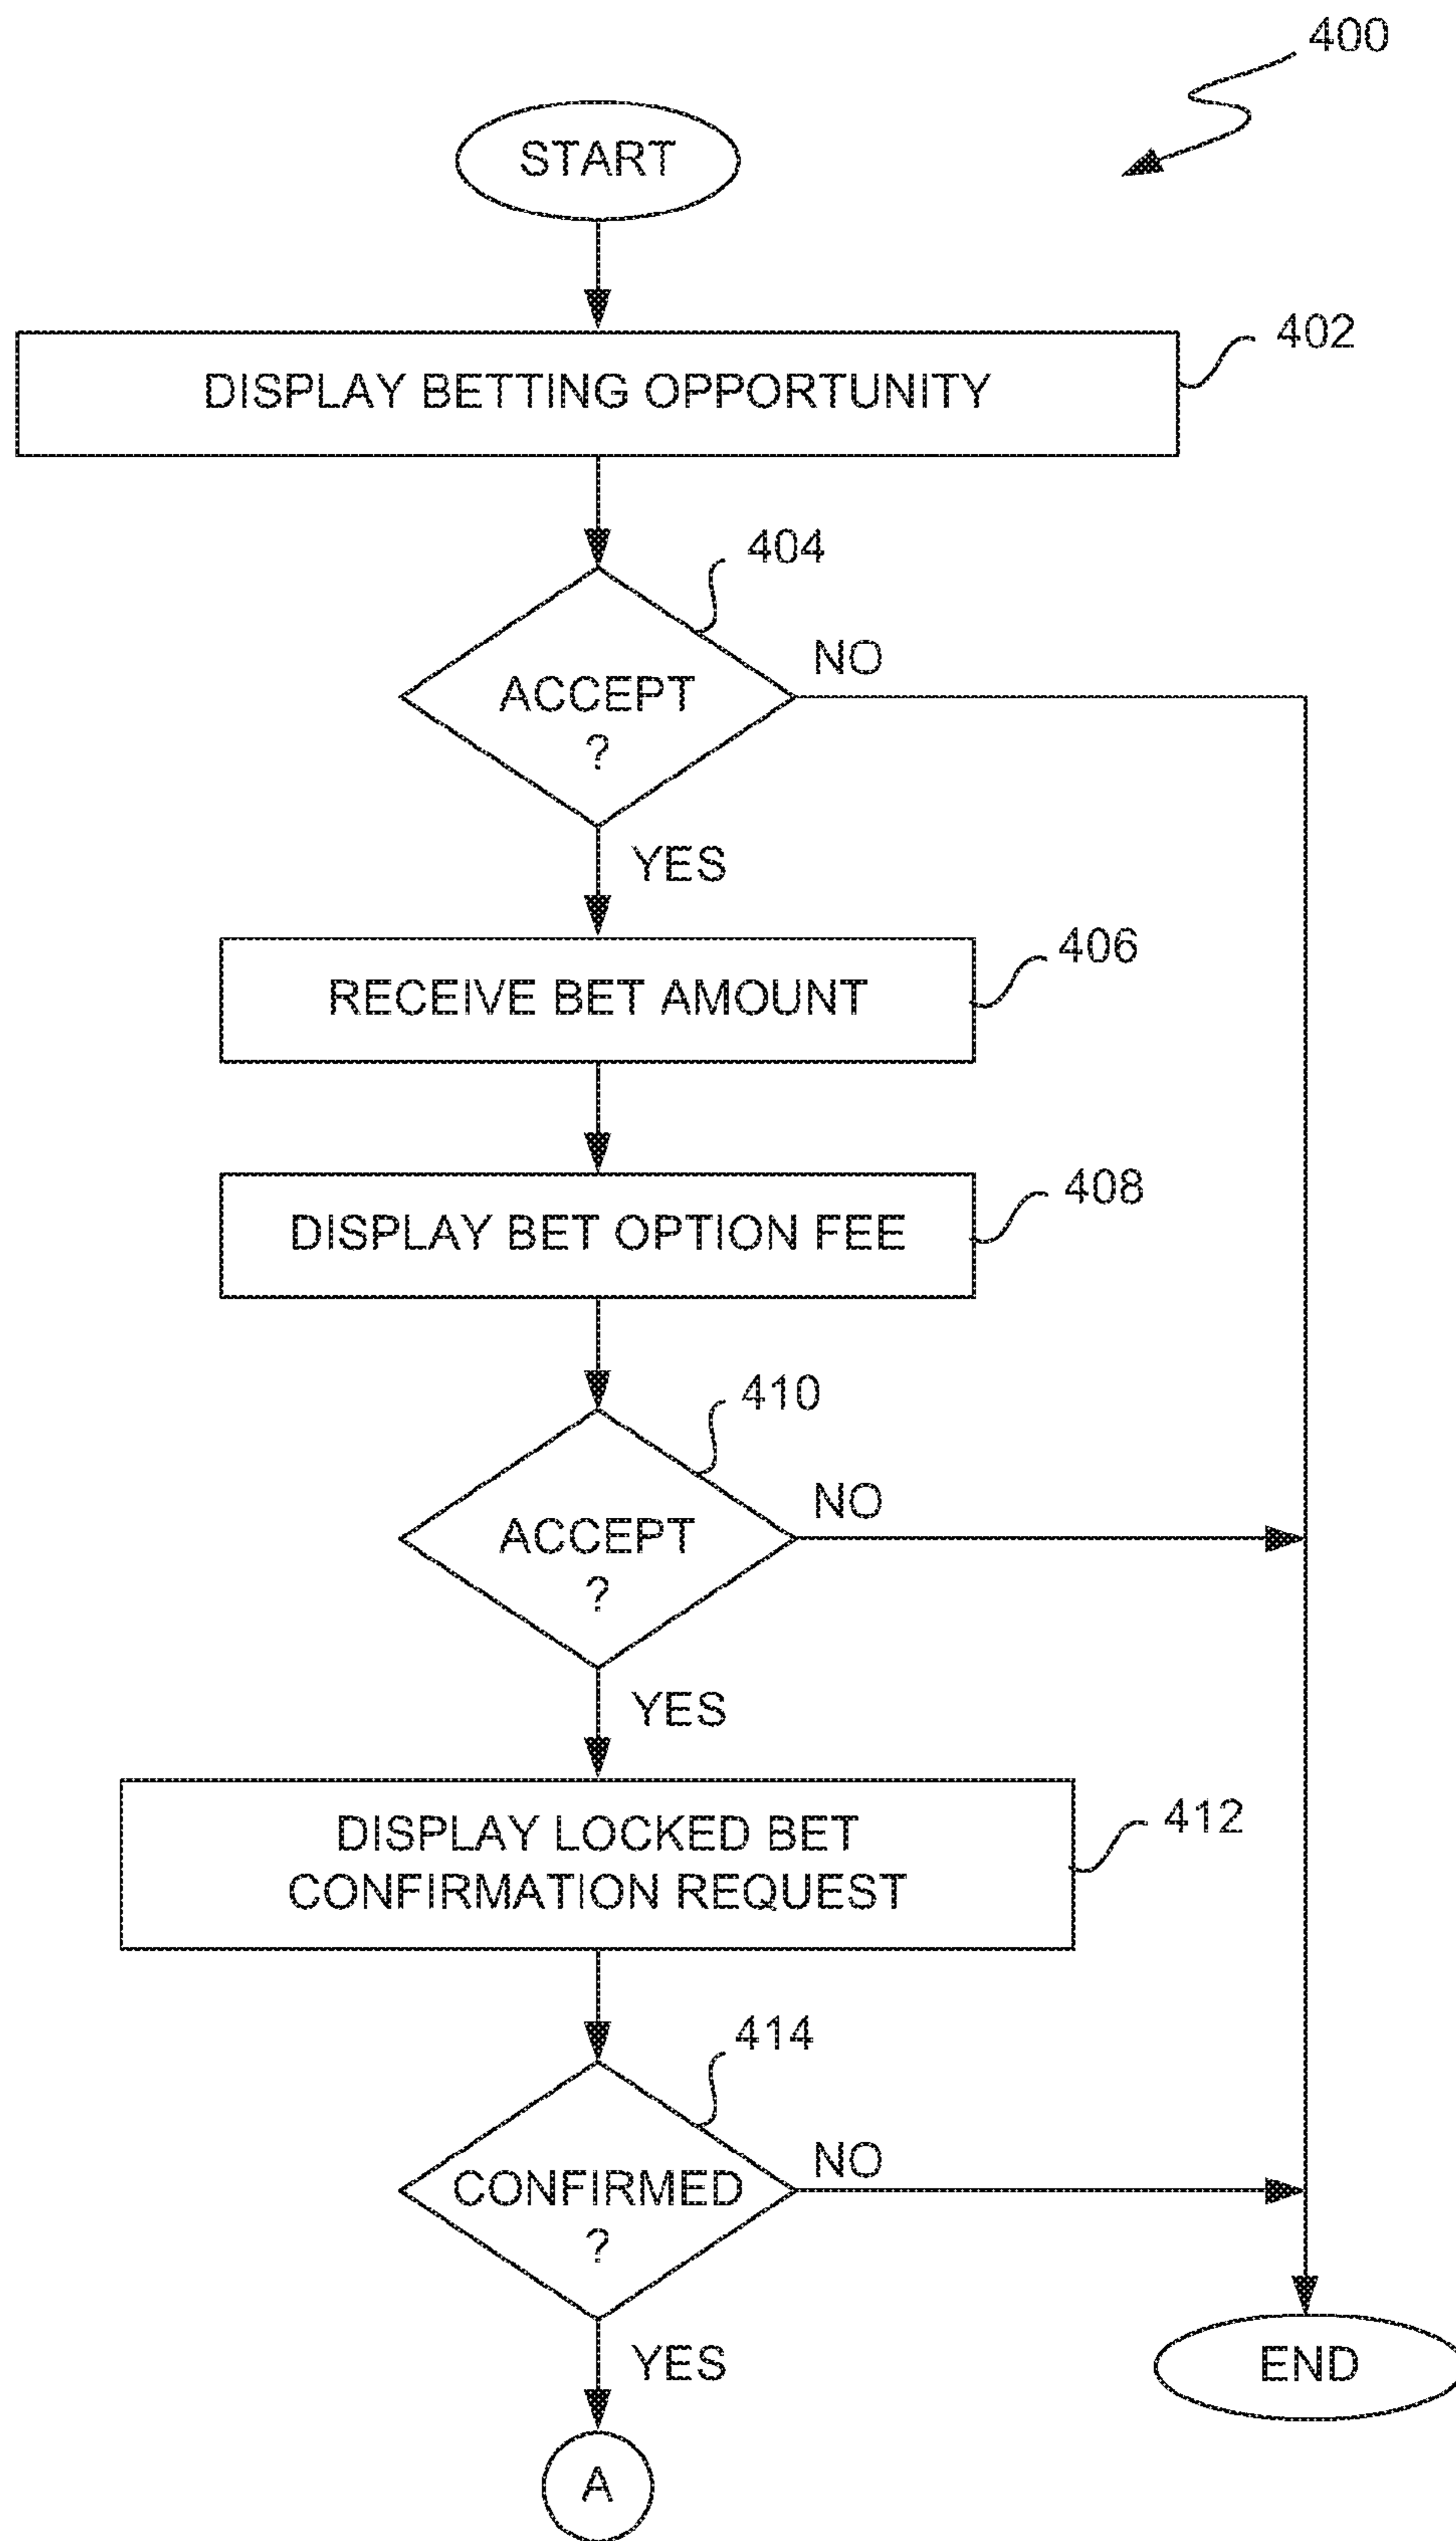 400
START
402
DISPLAY BETTING OPPORTUNITY
404
NO
ACCEPT
?
YES
406
RECEIVE BET AMOUNT
408
DISPLAY BET OPTION FEE
410
NO
ACCEPT
?
YES
412
DISPLAY LOCKED BET
CONFIRMATION REQUEST
414
NO
CONFIRMED
?
YES
END
A